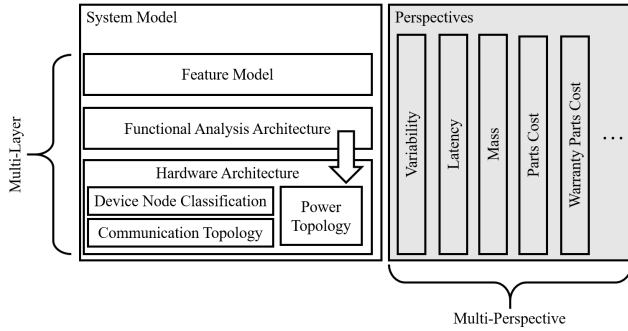 System Model
Perspectives
Multi-Layer
Feature Model
Functional Analysis Architecture
Hardware Architecture
Device Node Classification
Communication Topology
Power
Topology
Variability
Latency
Mass
Parts Cost
Warranty Parts Cost
...
Multi-Perspective